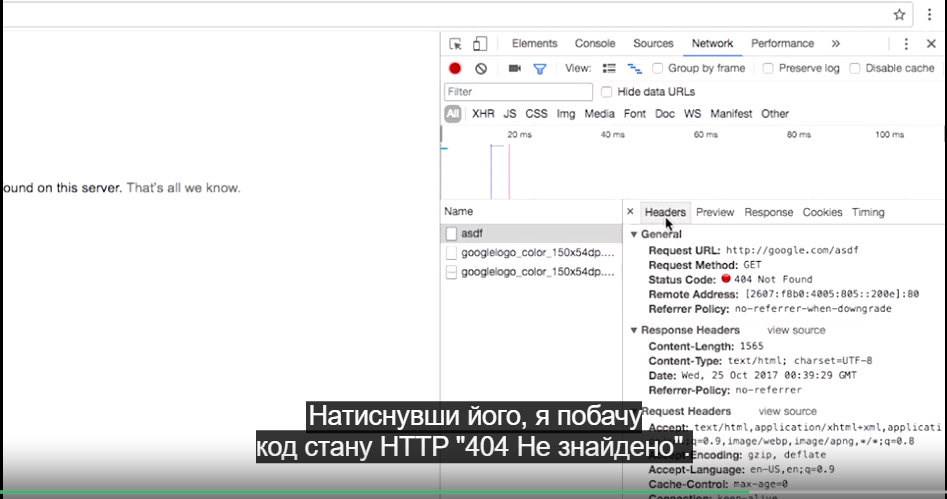 Elements Console Sources Network Performance »
View: Group by frame Preserve log Disable cache
Filter Hide data URLs
All XHR JS CSS Img Media Font Doc WS Manifest Other
20 ms 40 ms 60 ms 80 ms 100 ms
ound on this server. That's all we know.
Name
asdf
googlelogo_color_150x54dp....
googlelogo_color_150x54dp....
× Headers Preview Response Cookies Timing
▼ General
Request URL: http://google.com/asdf
Request Method: GET
Status Code: 404 Not Found
Remote Address: [2607:f8b0:4005:805::200e]:80
Referrer Policy: no-referrer-when-downgrade
▼ Response Headers view source
Content-Length: 1565
Content-Type: text/html; charset=UTF-8
Date: Wed, 25 Oct 2017 00:39:29 GMT
Referrer-Policy: no-referrer
Request Headers view source
Accept: text/html,application/xhtml+xml,applicati
q=0.9,image/webp,image/apng,*/*;q=0.8
Accept-Encoding: gzip, deflate
Accept-Language: en-US,en;q=0.9
Cache-Control: max-age=0
Connection: keep-alive
Натиснувши його, я побачу
код стану HTTP "404 Не знайдено".